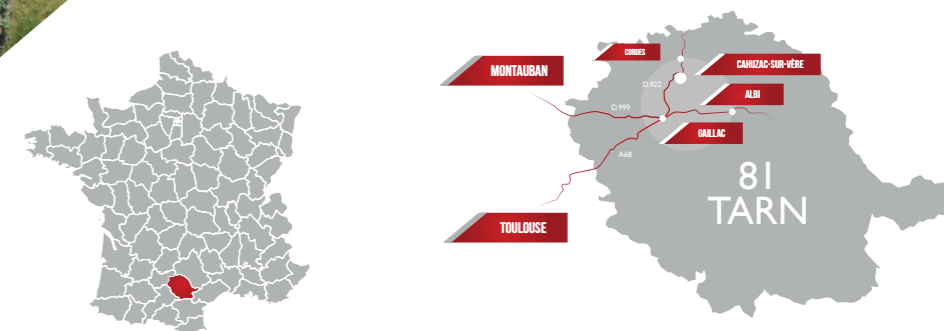 CORDES
MONTAUBAN
CAHUZAC-SUR-VÈRE
D.922
ALBI
D.999
GAILLAC
A68
81
TARN
TOULOUSE